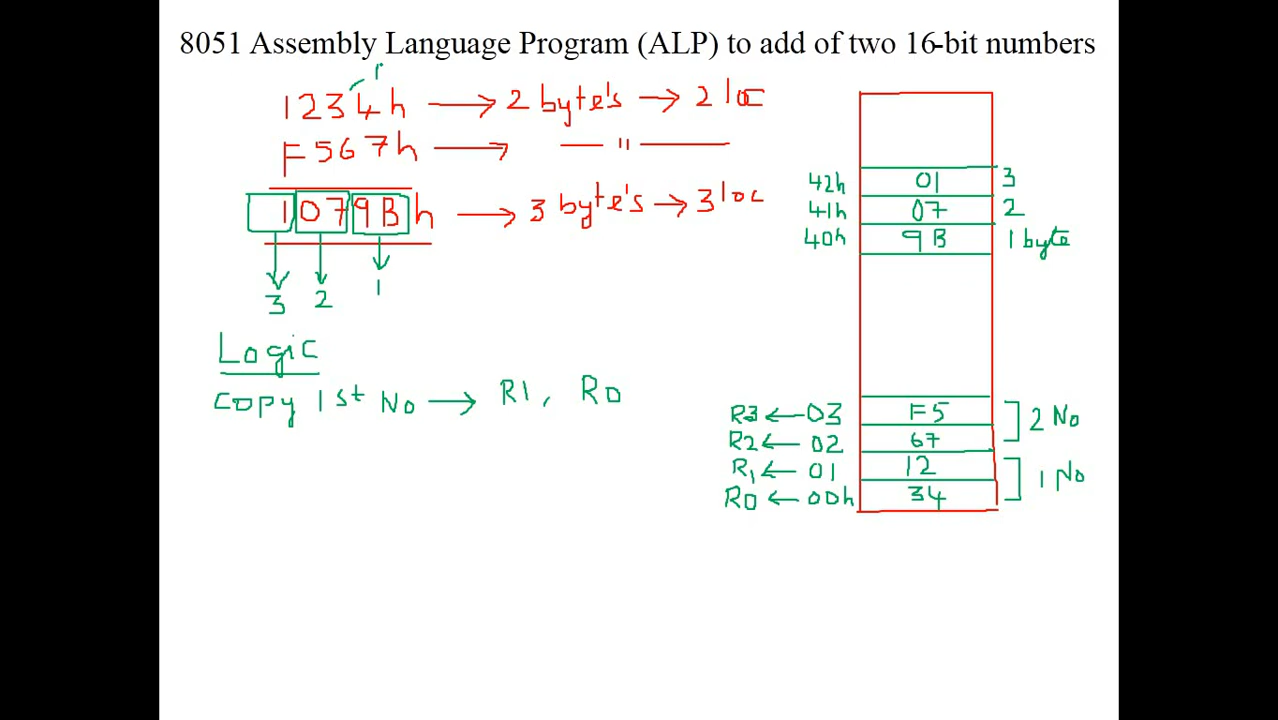 8051 Assembly Language Program (ALP) to add of two 16-bit numbers
1234h → 2 byte's → 2 loc
F567h → — " —
1079Bh → 3 byte's → 3 loc
3 2 1
Logic
copy 1st No → R1, R0
42h 01 3
41h 07 2
40h 9B 1 byte
R3 ← 03 F5
R2 ← 02 67
2 No
R1 ← 01 12
R0 ← 00h 34
1 No